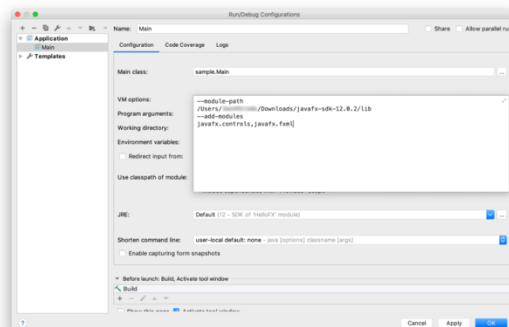 Run/Debug Configurations
Name: Main
Share
Allow parallel ru
Application
Main
Templates
Configuration Code Coverage Logs
Main class: sample.Main
VM options:
--module-path
/Users/ /Downloads/javafx-sdk-12.0.2/lib
--add-modules
javafx.controls,javafx.fxml
Program arguments:
Working directory:
Environment variables:
Redirect input from:
Use classpath of module:
JRE: Default (12 - SDK of 'HelloFX' module)
Shorten command line: user-local default: none - java [options] classname [args]
Enable capturing form snapshots
Before launch: Build, Activate tool window
Build
Cancel Apply OK